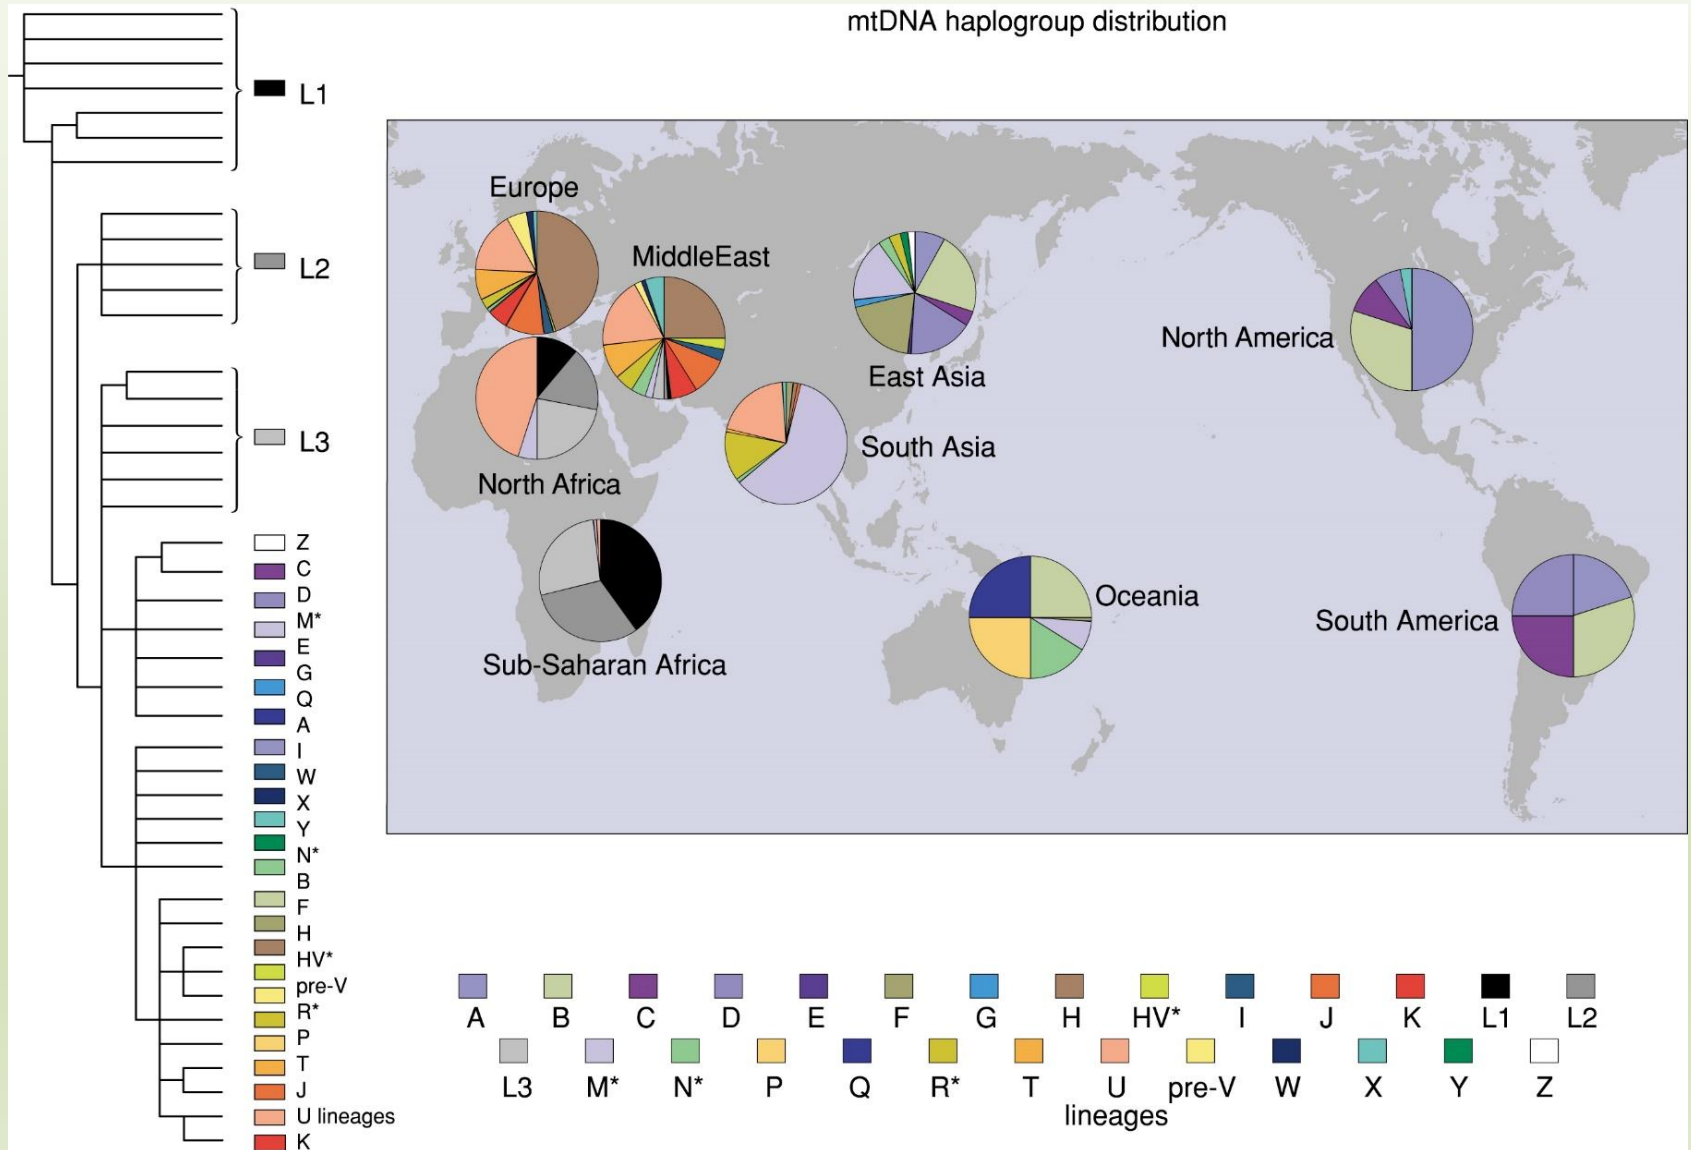 mtDNA haplogroup distribution
L1
L2
L3
Z
C
D
M*
E
G
Q
A
I
W
X
Y
N*
B
F
H
HV*
pre-V
R*
P
T
J
U lineages
K
Europe
MiddleEast
North Africa
Sub-Saharan Africa
East Asia
South Asia
Oceania
North America
South America
A B C D E F G H HV* I J K L1 L2
L3 M* N* P Q R* T U pre-V W X Y Z
lineages